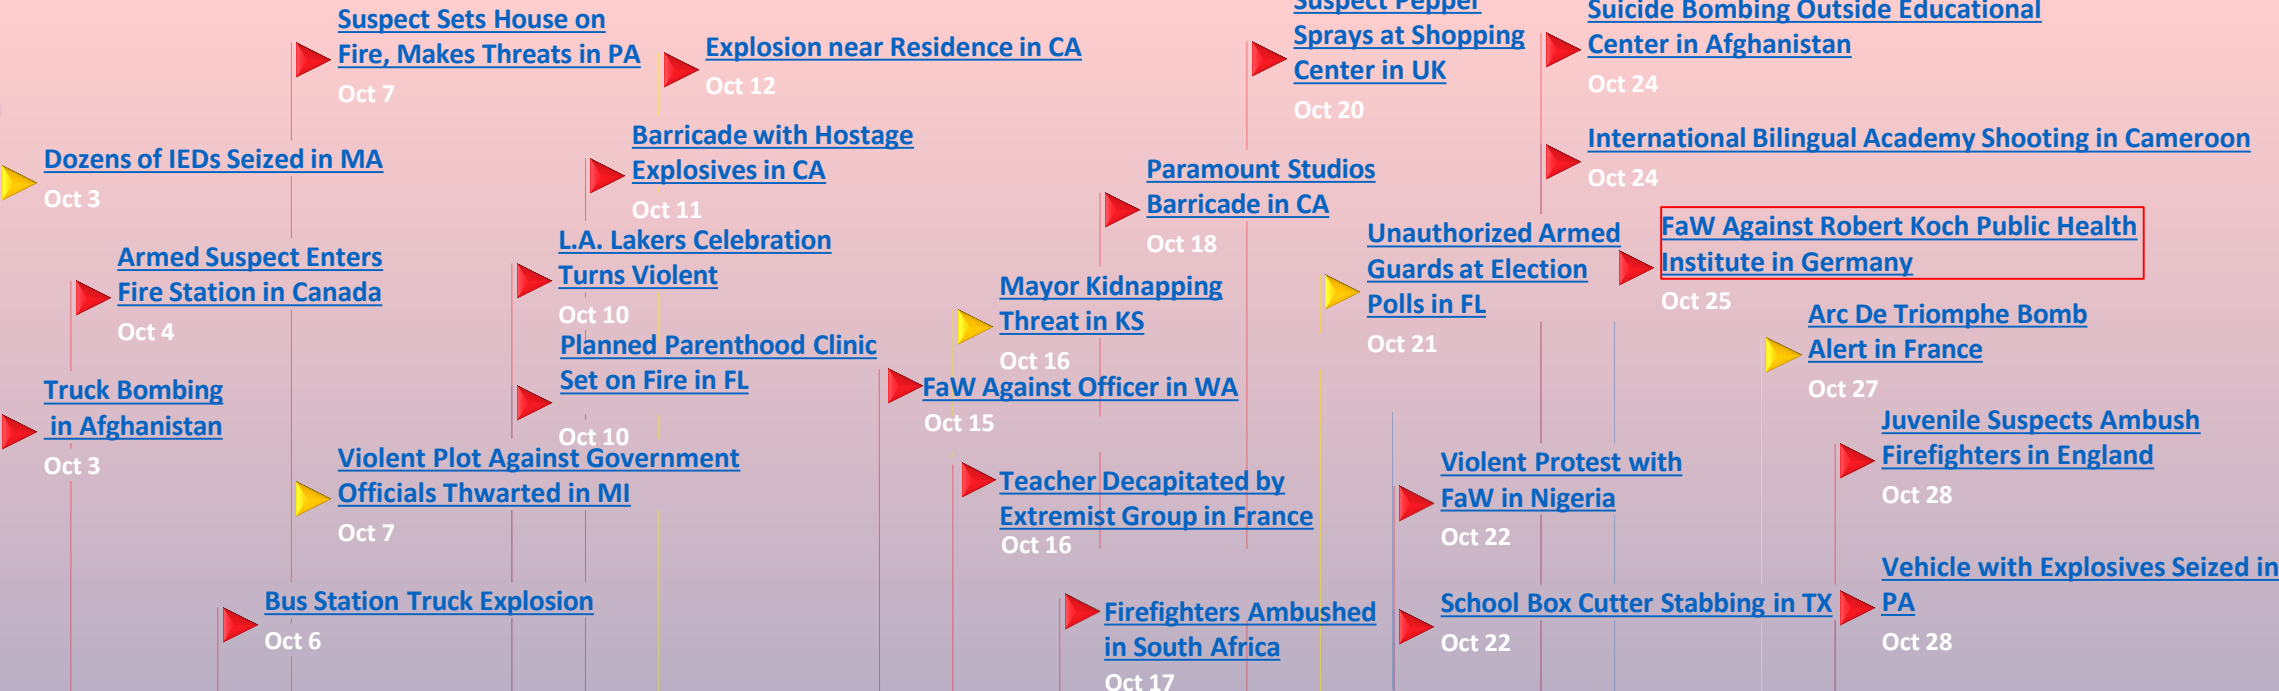 Suspect Sets House on
Fire, Makes Threats in PA
Oct 7
Explosion near Residence in CA
Oct 12
Suspect Pepper
Sprays at Shopping
Center in UK
Oct 20
Suicide Bombing Outside Educational
Center in Afghanistan
Oct 24
Dozens of IEDs Seized in MA
Oct 3
Barricade with Hostage
Explosives in CA
Oct 11
Paramount Studios
Barricade in CA
Oct 18
International Bilingual Academy Shooting in Cameroon
Oct 24
Armed Suspect Enters
Fire Station in Canada
Oct 4
L.A. Lakers Celebration
Turns Violent
Oct 10
Mayor Kidnapping
Threat in KS
Oct 16
Unauthorized Armed
Guards at Election
Polls in FL
Oct 21
FaW Against Robert Koch Public Health
Institute in Germany
Oct 25
Arc De Triomphe Bomb
Alert in France
Oct 27
Truck Bombing
in Afghanistan
Oct 3
Planned Parenthood Clinic
Set on Fire in FL
Oct 10
FaW Against Officer in WA
Oct 15
Juvenile Suspects Ambush
Firefighters in England
Oct 28
Violent Plot Against Government
Officials Thwarted in MI
Oct 7
Teacher Decapitated by
Extremist Group in France
Oct 16
Violent Protest with
FaW in Nigeria
Oct 22
Bus Station Truck Explosion
Oct 6
Firefighters Ambushed
in South Africa
Oct 17
School Box Cutter Stabbing in TX
Oct 22
Vehicle with Explosives Seized in
PA
Oct 28